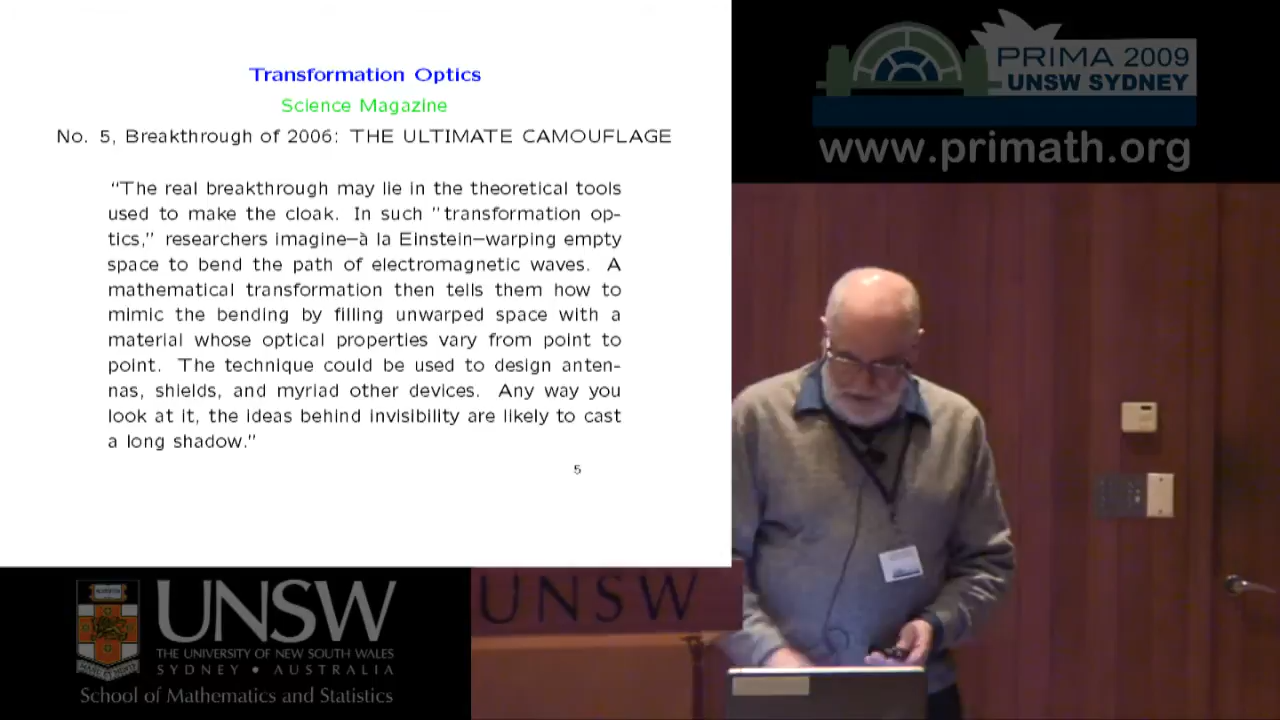 Transformation Optics
Science Magazine
No. 5, Breakthrough of 2006: THE ULTIMATE CAMOUFLAGE
“The real breakthrough may lie in the theoretical tools
used to make the cloak. In such ”transformation op-
tics,” researchers imagine—à la Einstein—warping empty
space to bend the path of electromagnetic waves. A
mathematical transformation then tells them how to
mimic the bending by filling unwarped space with a
material whose optical properties vary from point to
point. The technique could be used to design anten-
nas, shields, and myriad other devices. Any way you
look at it, the ideas behind invisibility are likely to cast
a long shadow.”
5
PRIMA 2009
UNSW SYDNEY
www.primath.org
UNSW
THE UNIVERSITY OF NEW SOUTH WALES
SYDNEY • AUSTRALIA
School of Mathematics and Statistics
UNSW